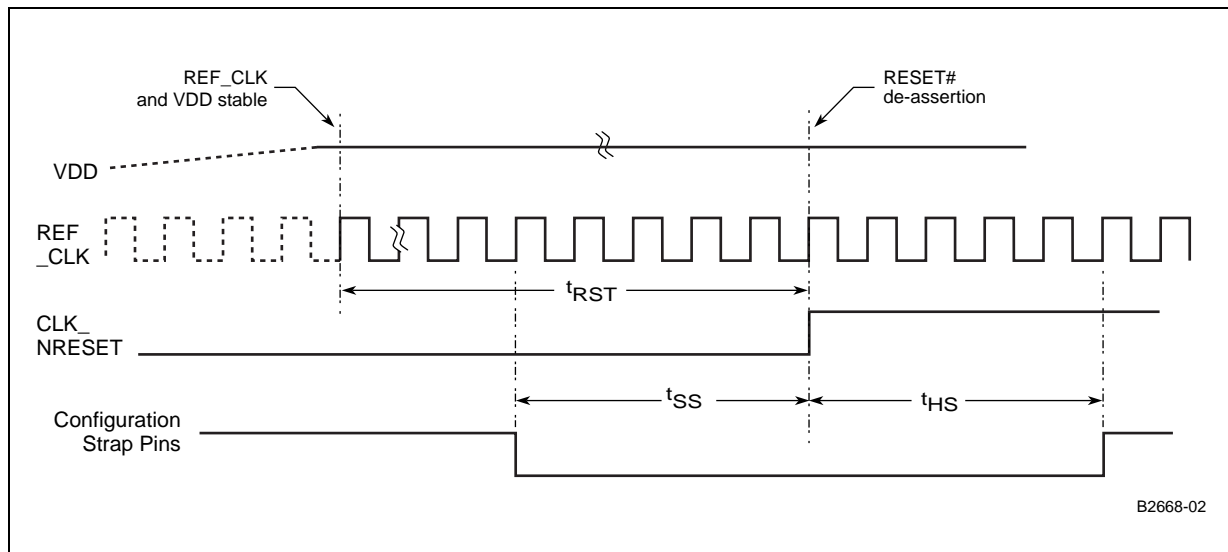 REF_CLK
and VDD stable
RESET#
de-assertion
VDD
REF
_CLK
tRST
CLK_
NRESET
tSS
tHS
Configuration
Strap Pins
B2668-02